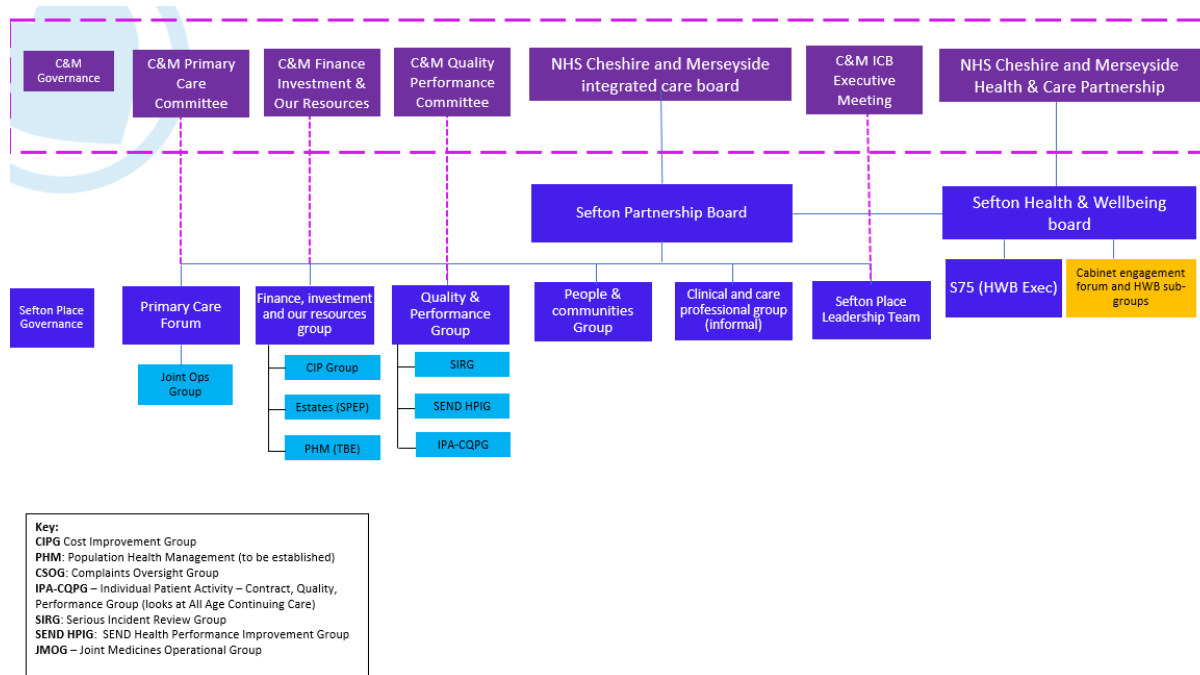 C&M
Governance
C&M Primary
Care
Committee
C&M Finance
Investment &
Our Resources
C&M Quality
Performance
Committee
NHS Cheshire and Merseyside
integrated care board
C&M ICB
Executive
Meeting
NHS Cheshire and Merseyside
Health & Care Partnership
Sefton Partnership Board
Sefton Health & Wellbeing
board
Sefton Place
Governance
Primary Care
Forum
Finance, investment
and our resources
group
Quality &
Performance
Group
People &
communities
Group
Clinical and care
professional group
(informal)
Sefton Place
Leadership Team
S75 (HWB Exec)
Cabinet engagement
forum and HWB sub-
groups
Joint Ops
Group
CIP Group
Estates (SPEP)
PHM (TBE)
SIRG
SEND HPIG
IPA-CQPG
Key:
CIPG Cost Improvement Group
PHM: Population Health Management (to be established)
CSOG: Complaints Oversight Group
IPA-CQPG – Individual Patient Activity – Contract, Quality,
Performance Group (looks at All Age Continuing Care)
SIRG: Serious Incident Review Group
SEND HPIG: SEND Health Performance Improvement Group
JMOG – Joint Medicines Operational Group